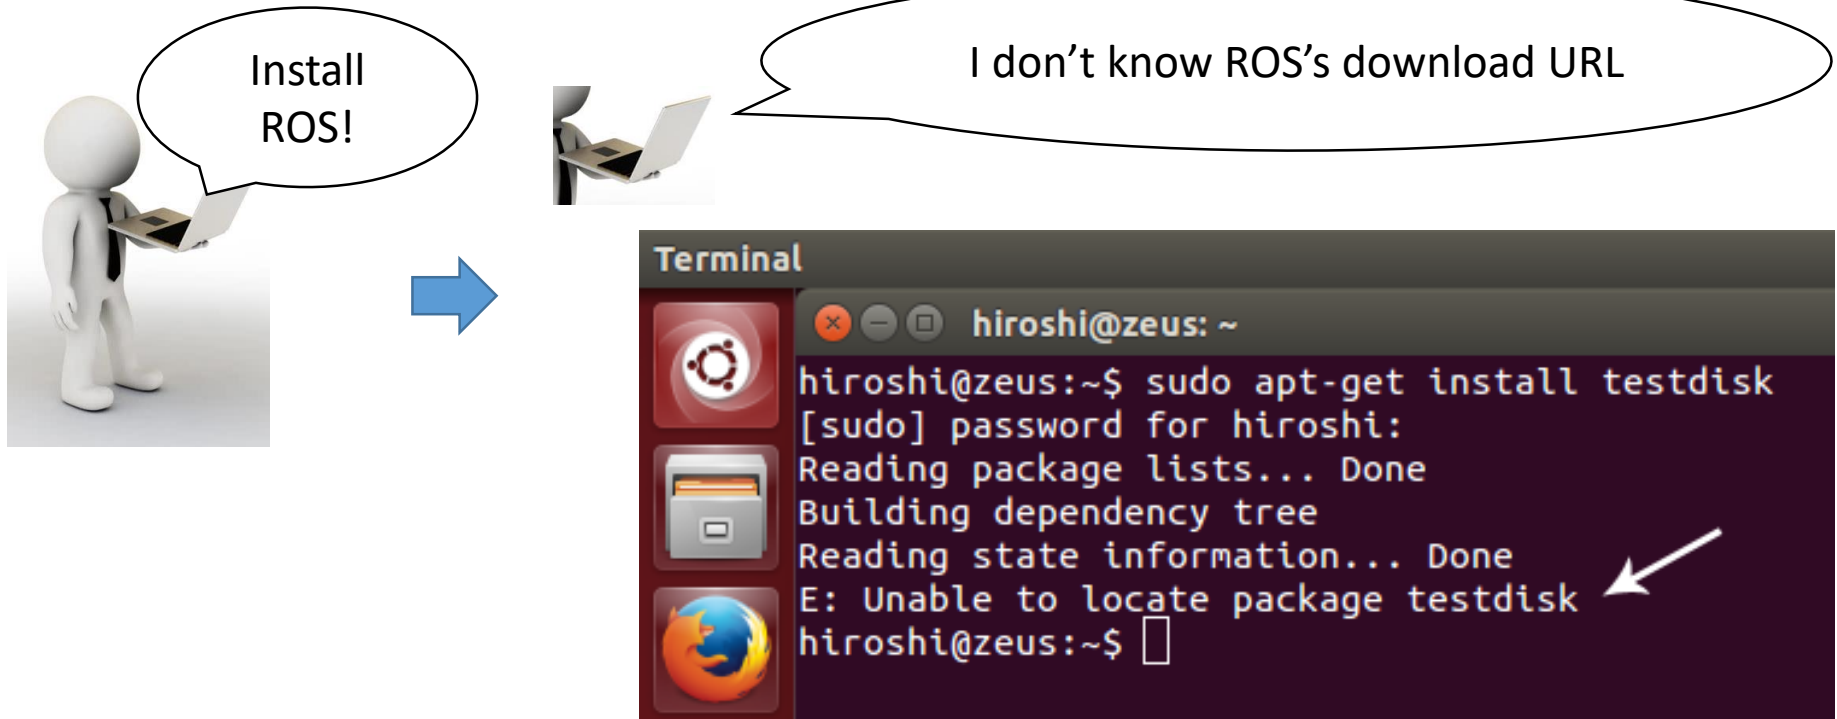 Install
ROS!
I don’t know ROS’s download URL
Terminal
hiroshi@zeus: ~
hiroshi@zeus:~$ sudo apt-get install testdisk
[sudo] password for hiroshi:
Reading package lists... Done
Building dependency tree
Reading state information... Done
E: Unable to locate package testdisk
hiroshi@zeus:~$